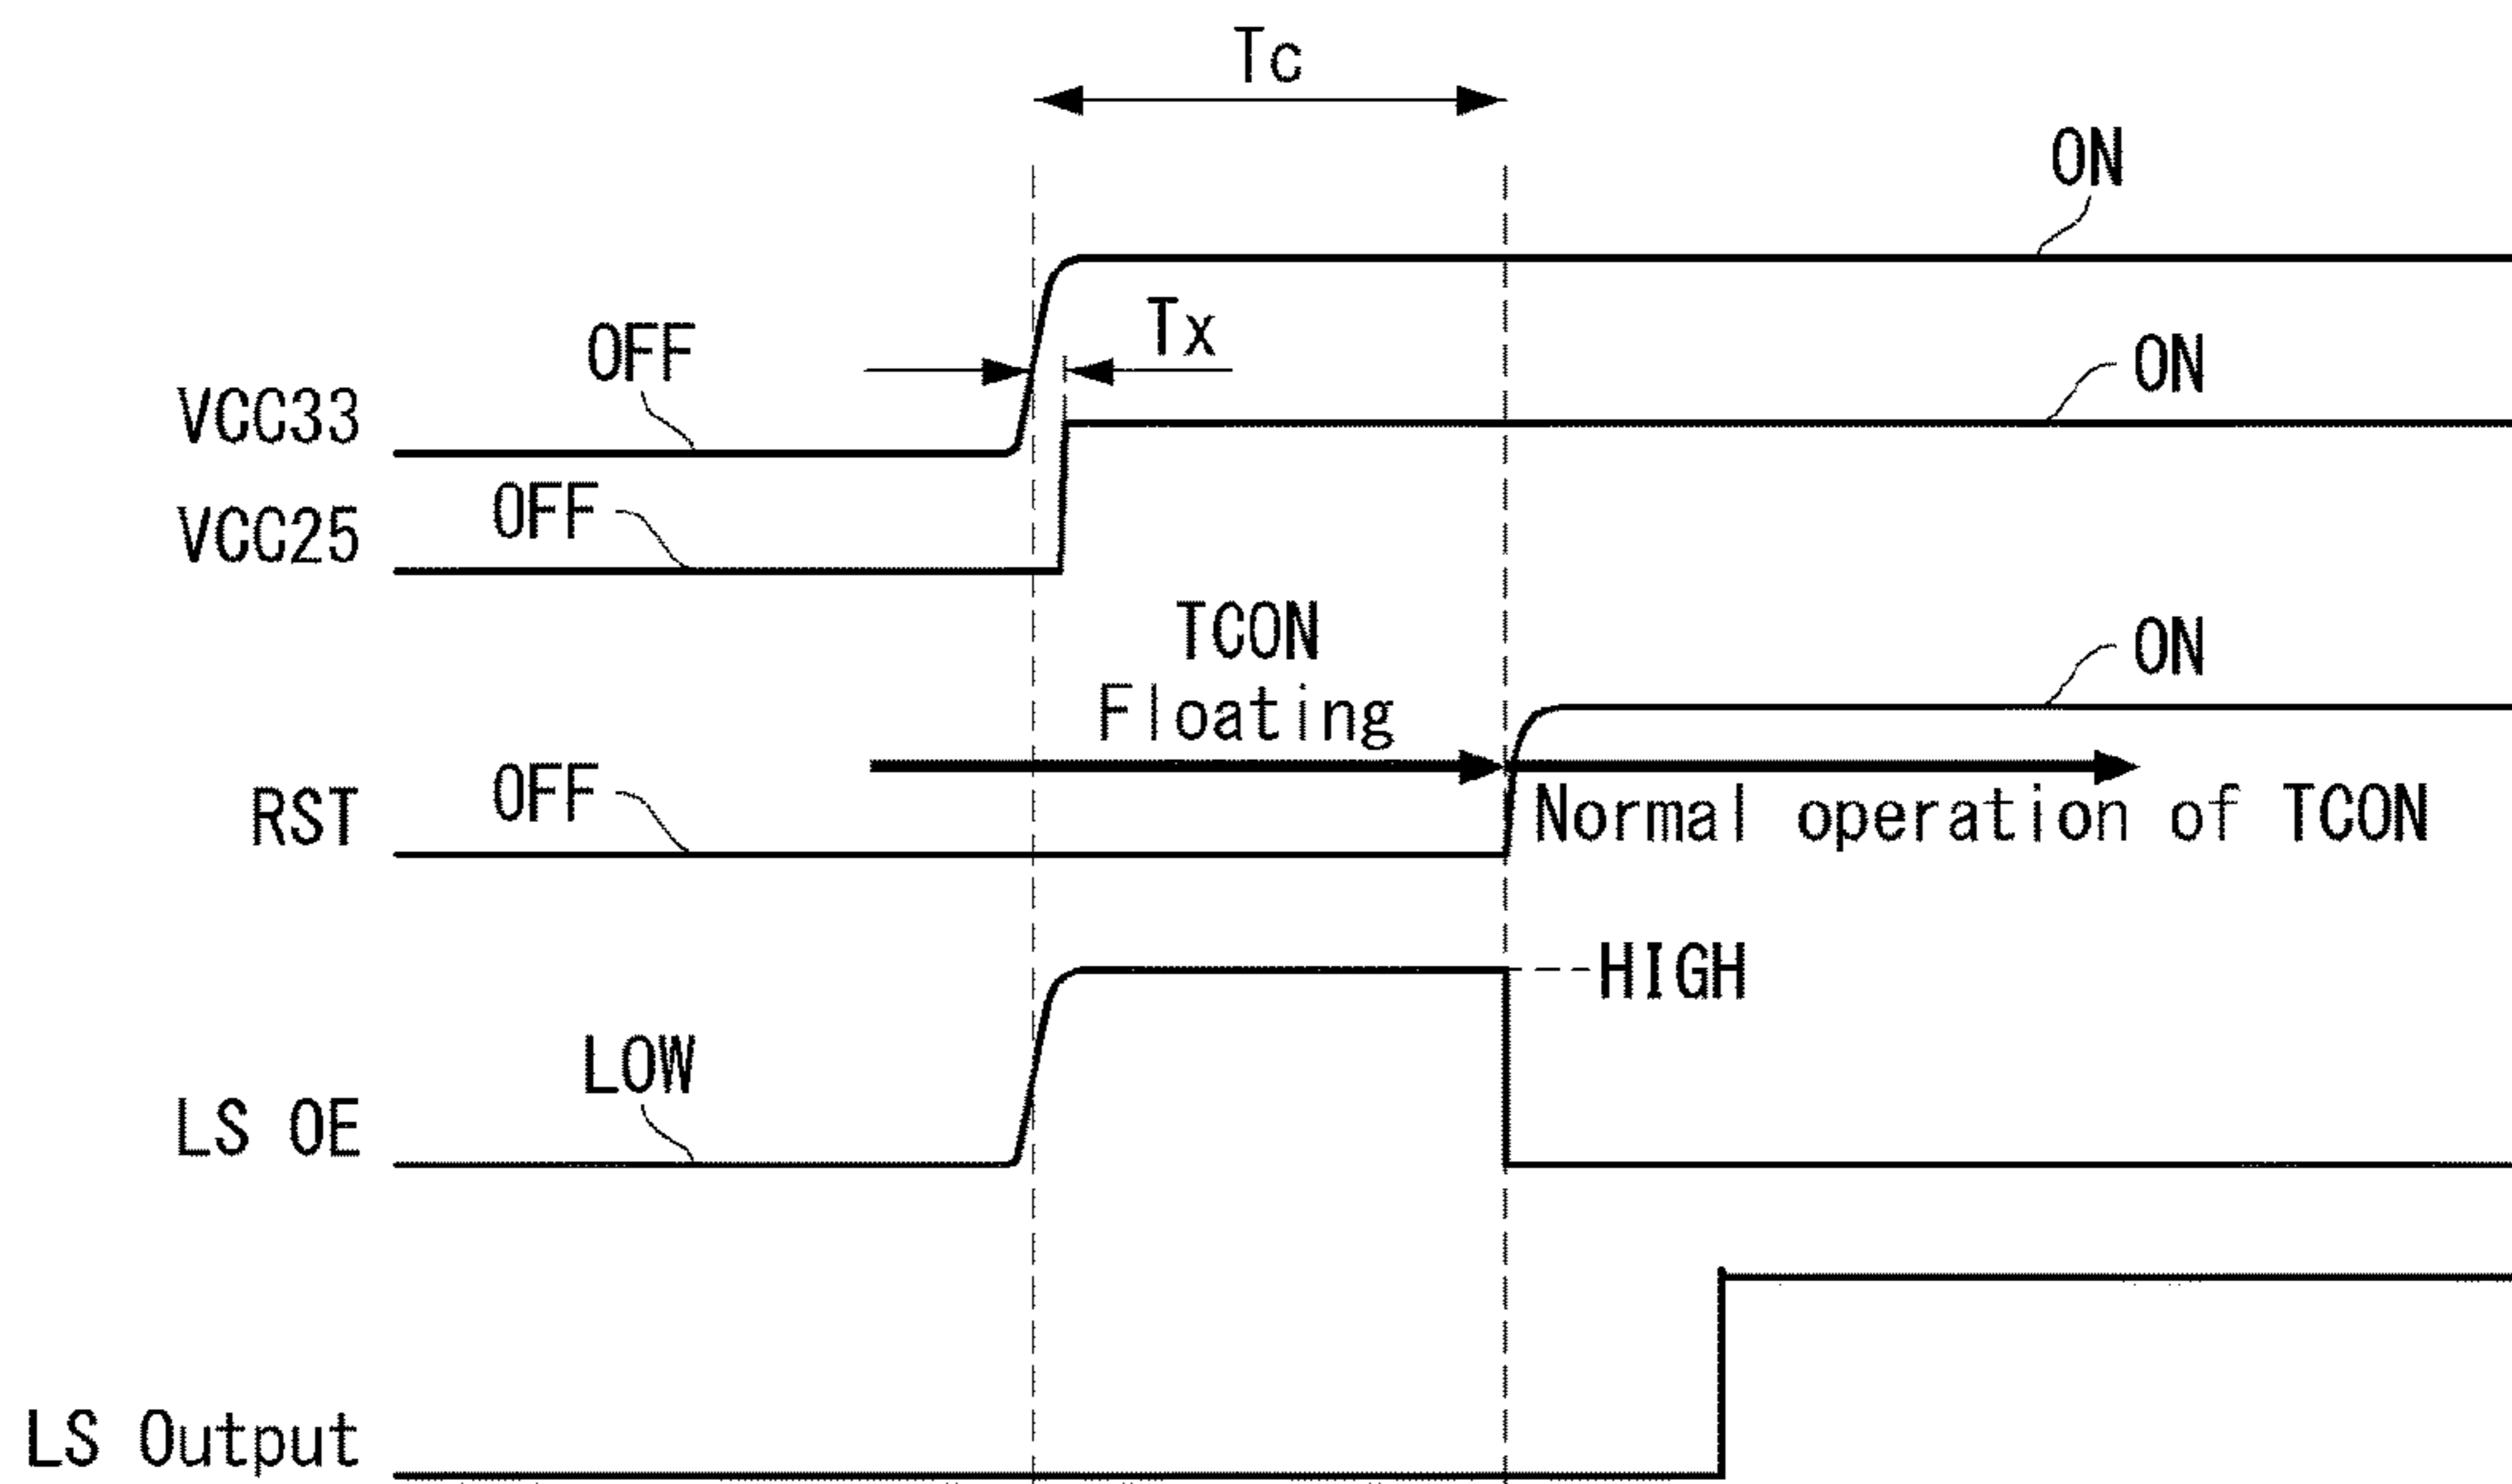 Tc
ON
OFF
Tx
VCC33
ON
VCC25
OFF
TCON
Floating
ON
RST
OFF
Normal operation of TCON
HIGH
LOW
LS OE
LS Output